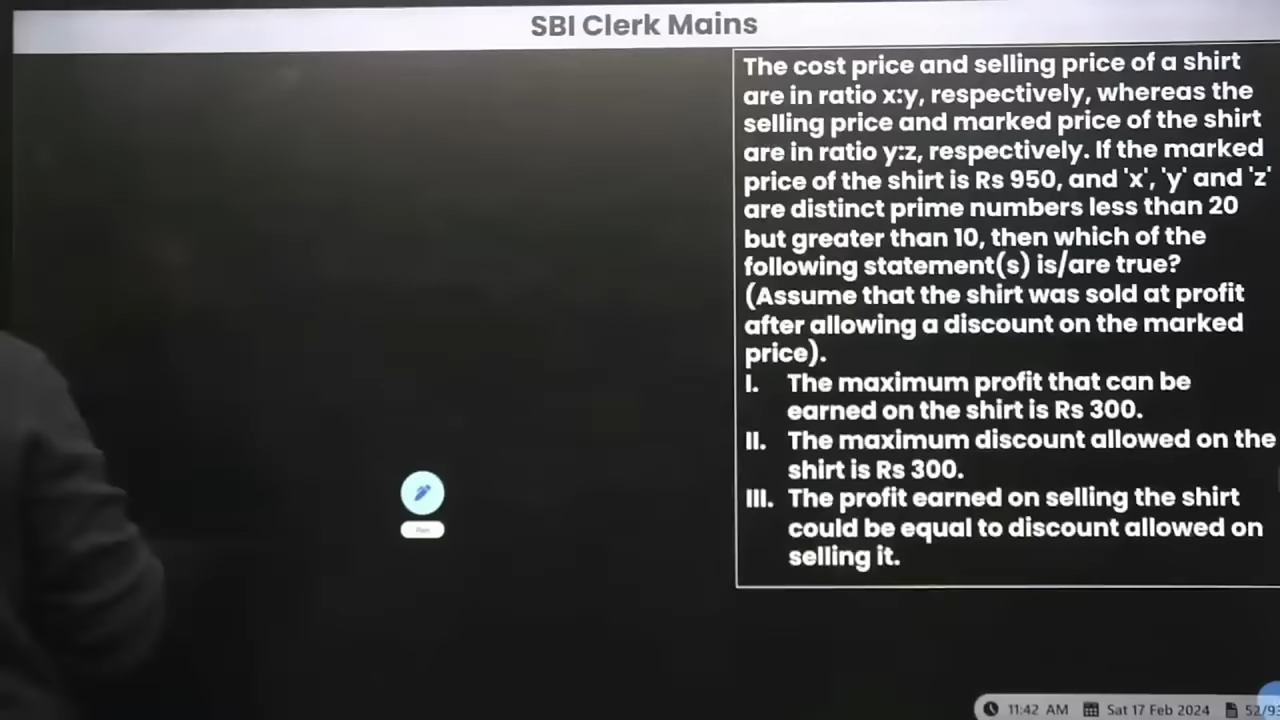 SBI Clerk Mains
The cost price and selling price of a shirt
are in ratio x:y, respectively, whereas the
selling price and marked price of the shirt
are in ratio y:z, respectively. If the marked
price of the shirt is Rs 950, and 'x', 'y' and 'z'
are distinct prime numbers less than 20
but greater than 10, then which of the
following statement(s) is/are true?
(Assume that the shirt was sold at profit
after allowing a discount on the marked
price).
I. The maximum profit that can be
earned on the shirt is Rs 300.
II. The maximum discount allowed on the
shirt is Rs 300.
III. The profit earned on selling the shirt
could be equal to discount allowed on
selling it.
11:42 AM Sat 17 Feb 2024 52/93